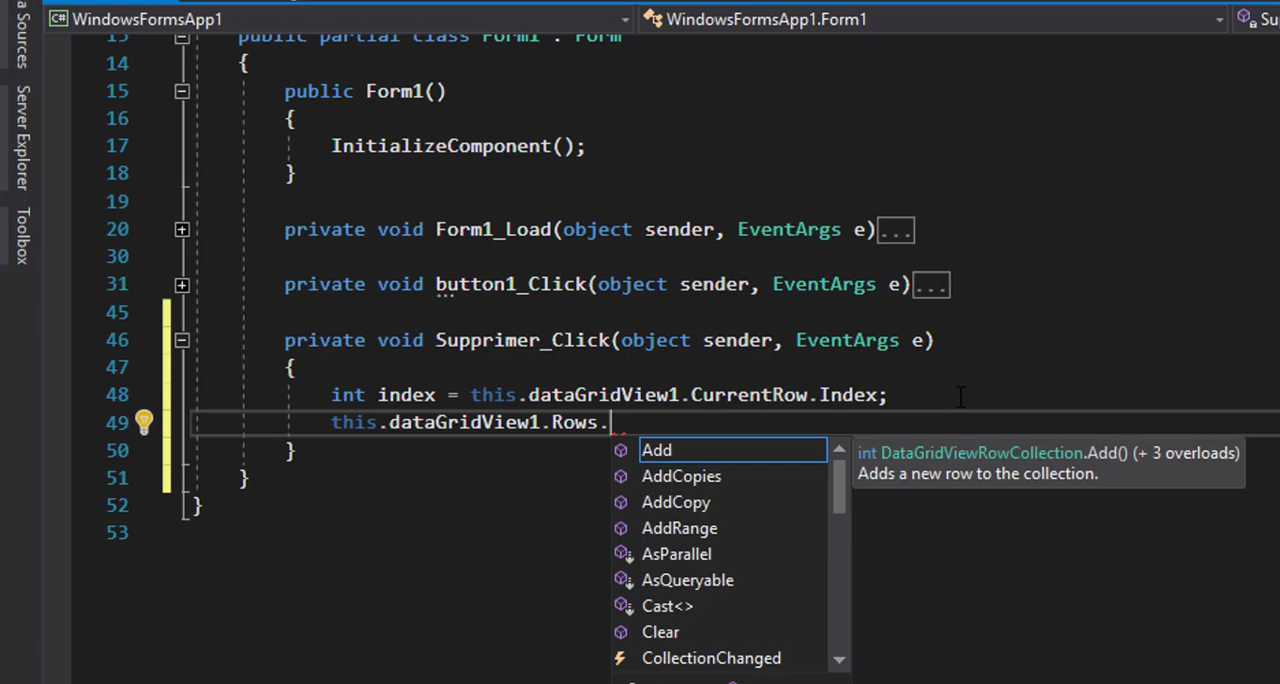 WindowsFormsApp1
WindowsFormsApp1.Form1
Server Explorer
Toolbox
13 public partial class Form1 : Form
14 {
15 public Form1()
16 {
17 InitializeComponent();
18 }
19
20 private void Form1_Load(object sender, EventArgs e)...
30
31 private void button1_Click(object sender, EventArgs e)...
45
46 private void Supprimer_Click(object sender, EventArgs e)
47 {
48 int index = this.dataGridView1.CurrentRow.Index;
49 this.dataGridView1.Rows.
50 }
51 }
52 }
53
Add
AddCopies
AddCopy
AddRange
AsParallel
AsQueryable
Cast<>
Clear
CollectionChanged
int DataGridViewRowCollection.Add() (+ 3 overloads)
Adds a new row to the collection.